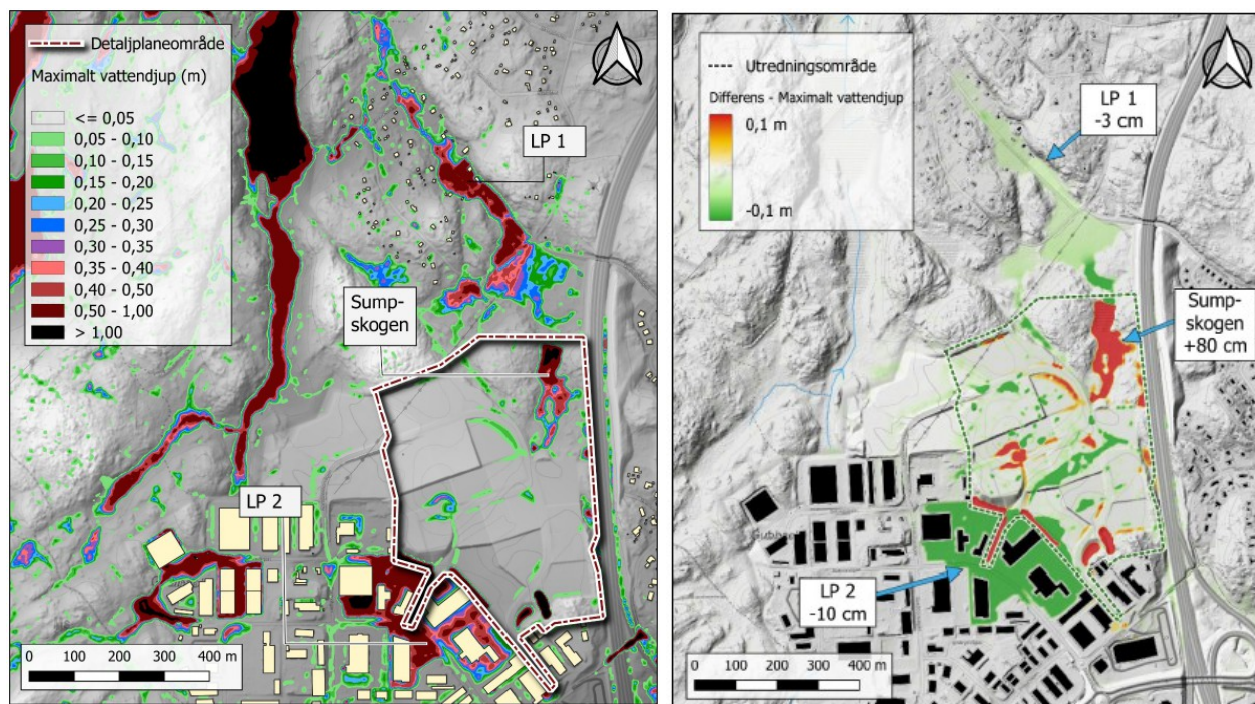 Detaljplaneområde
Maximalt vattendjup (m)
<= 0,05
0,05 - 0,10
0,10 - 0,15
0,15 - 0,20
0,20 - 0,25
0,25 - 0,30
0,30 - 0,35
0,35 - 0,40
0,40 - 0,50
0,50 - 1,00
> 1,00
LP 1
Sump-
skogen
LP 2
0 100 200 300 400 m
Utredningsområde
Differens - Maximalt vattendjup
0,1 m
-0,1 m
LP 1
-3 cm
Sump-
skogen
+80 cm
LP 2
-10 cm
0 100 200 300 400 m